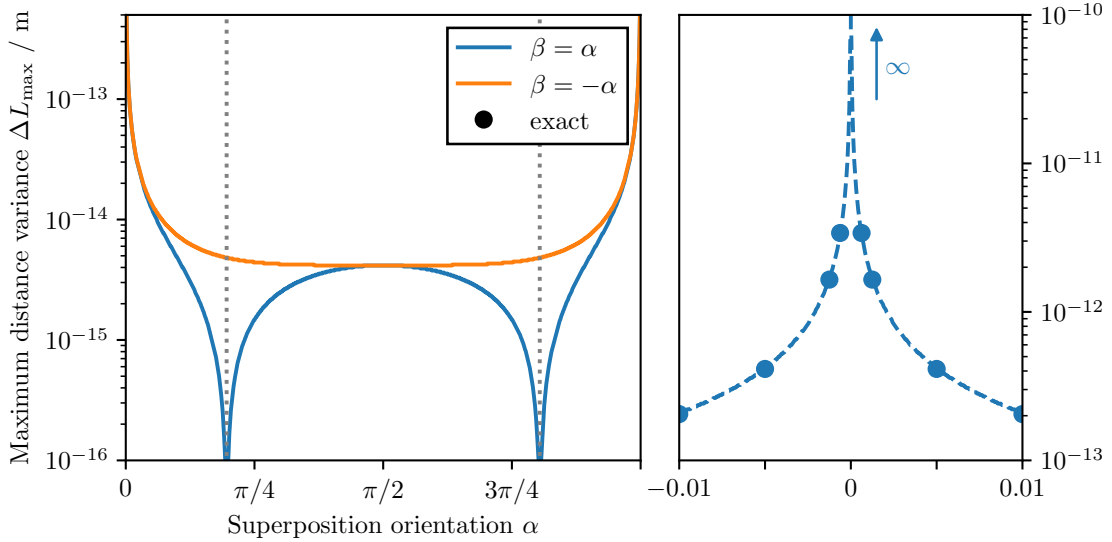 Maximum distance variance ΔL_max / m
10⁻¹³
10⁻¹⁴
10⁻¹⁵
10⁻¹⁶
0
π/4
π/2
3π/4
Superposition orientation α
β = α
β = −α
exact
∞
10⁻¹⁰
10⁻¹¹
10⁻¹²
10⁻¹³
−0.01
0
0.01